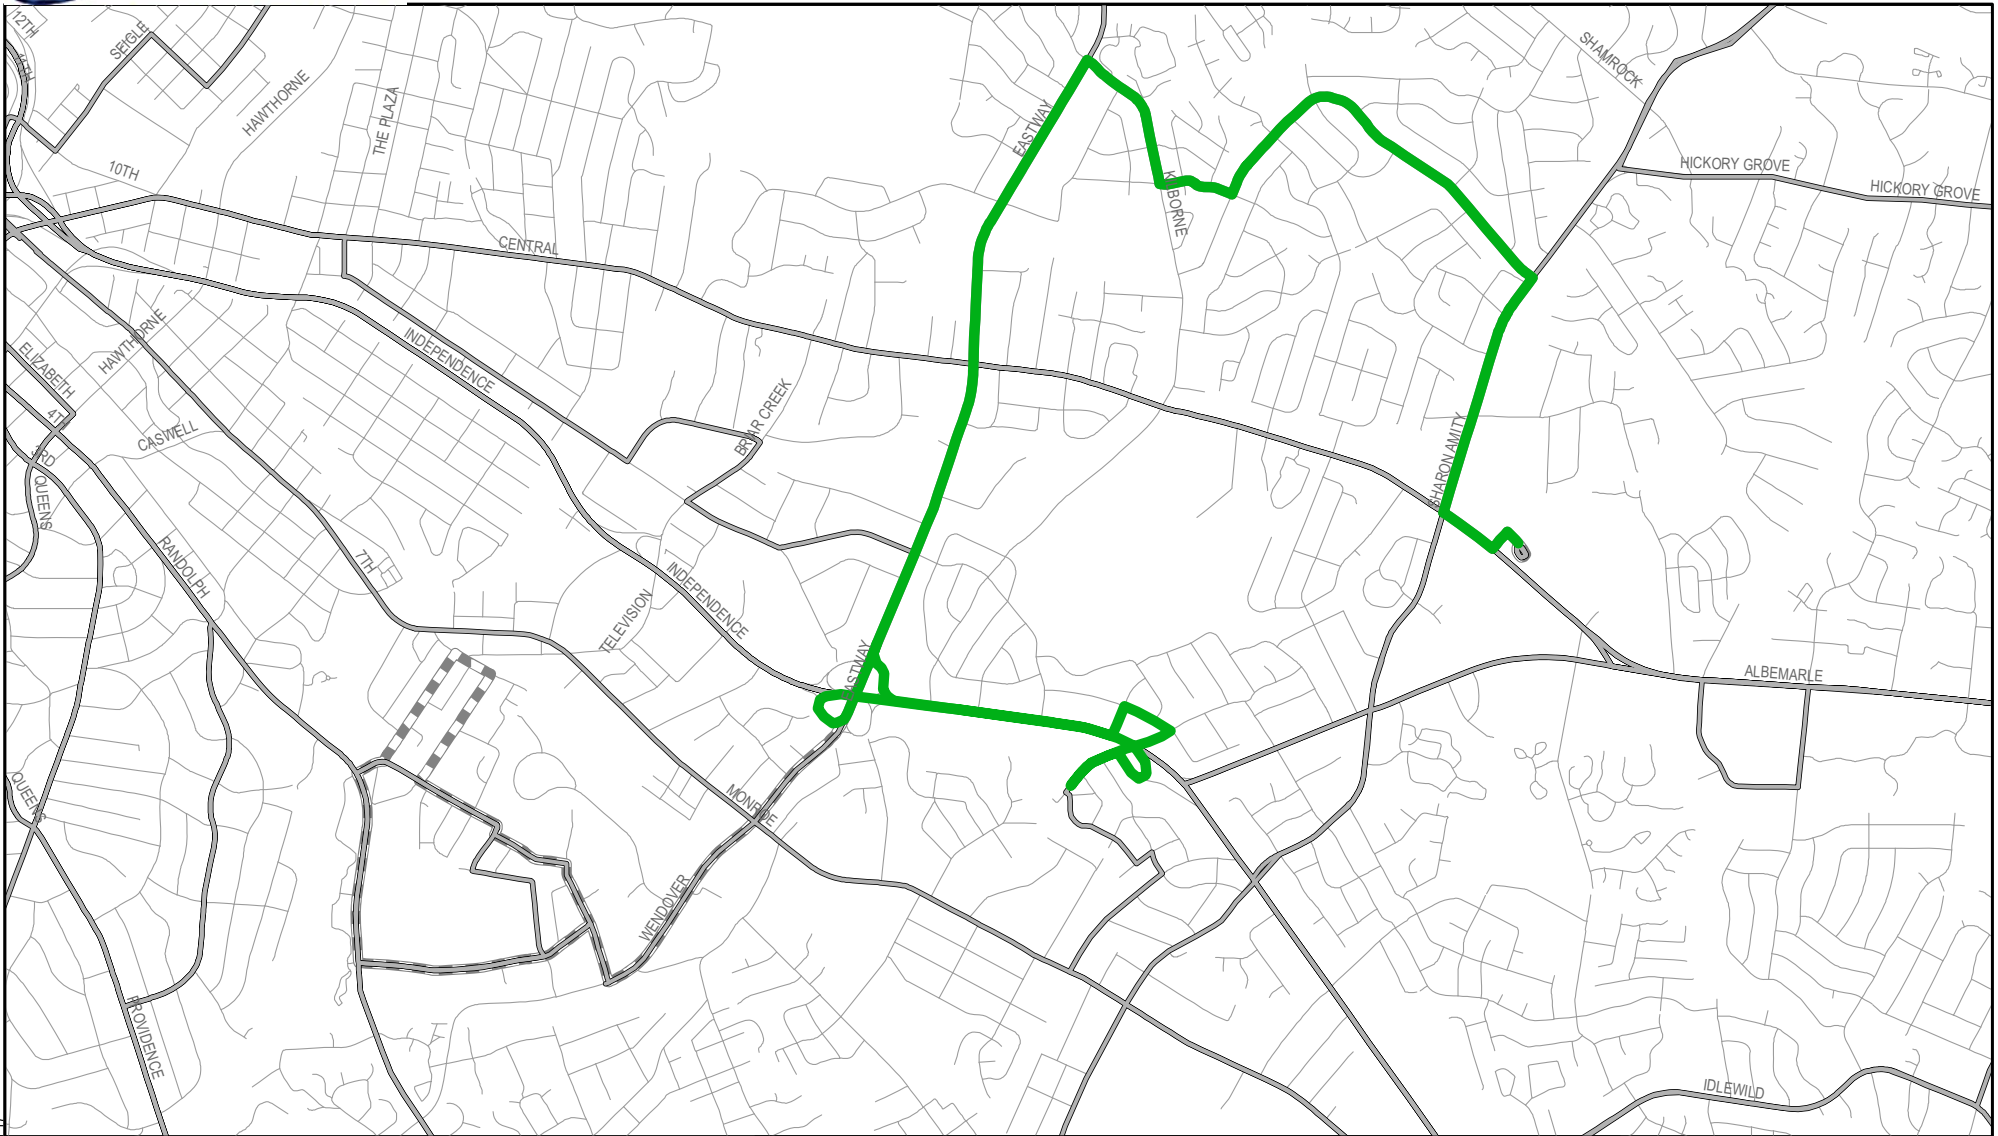 12TH
SEIGLE
SHAMROCK
11TH
HAWTHORNE
THE PLAZA
EASTWAY
10TH
HICKORY GROVE
HICKORY GROVE
KILBORNE
CENTRAL
HAWTHORNE
INDEPENDENCE
ELIZABETH
BRIAR CREEK
4TH
CASWELL
3RD
SHARON AMITY
QUEENS
RANDOLPH
7TH
INDEPENDENCE
TELEVISION
EASTWAY
ALBEMARLE
QUEENS
MONROE
WENDOVER
PROVIDENCE
IDLEWILD